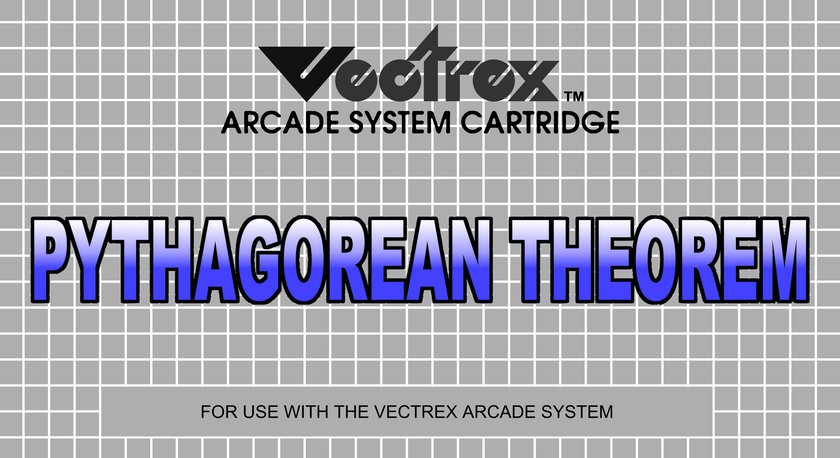 Vectrex™
ARCADE SYSTEM CARTRIDGE
PYTHAGOREAN THEOREM
FOR USE WITH THE VECTREX ARCADE SYSTEM